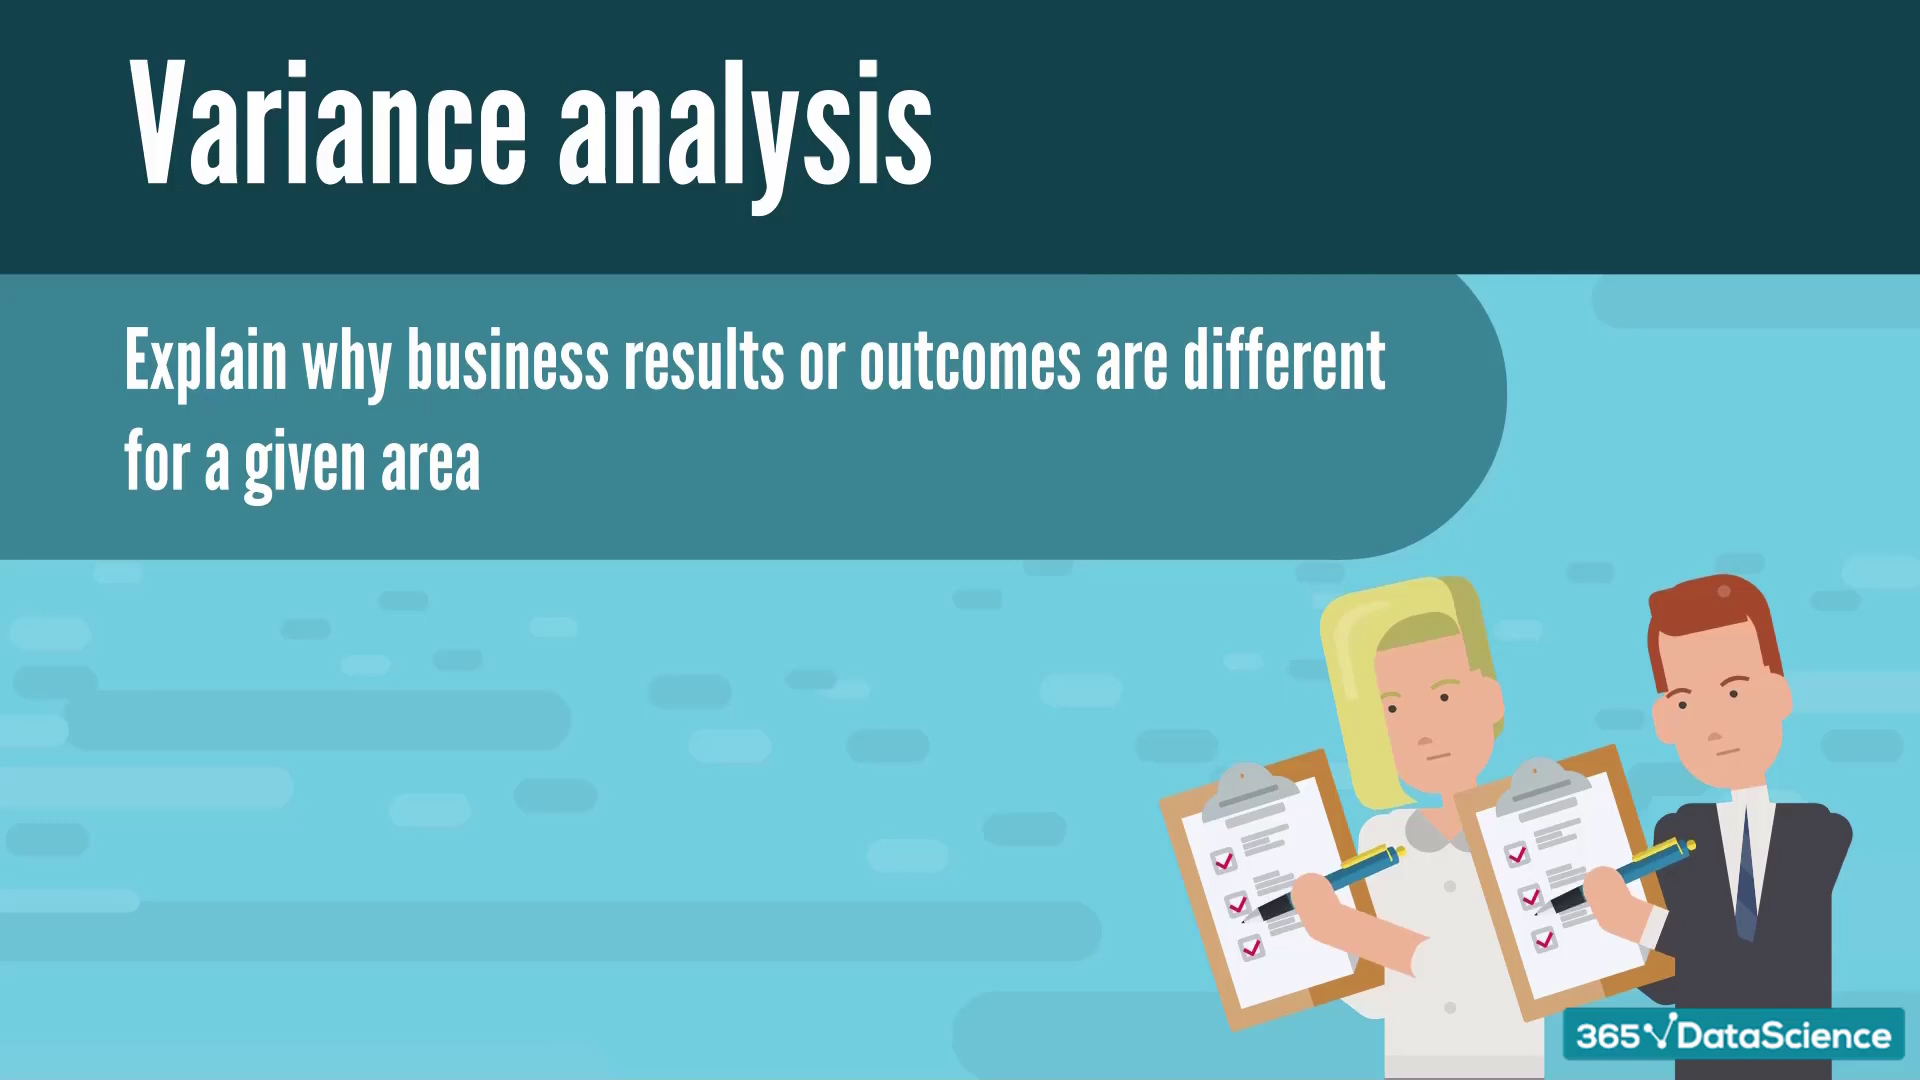 Variance analysis
Explain why business results or outcomes are different
for a given area
365 DataScience